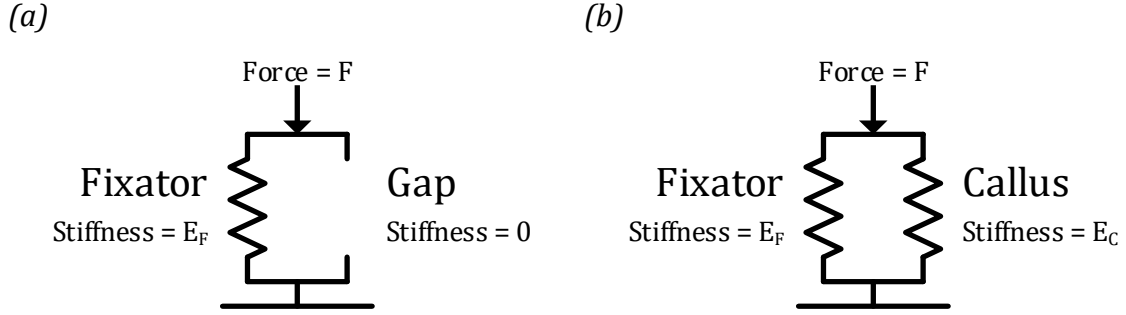 (a)
Force = F
Fixator
Stiffness = E_F
Gap
Stiffness = 0
(b)
Force = F
Fixator
Stiffness = E_F
Callus
Stiffness = E_C